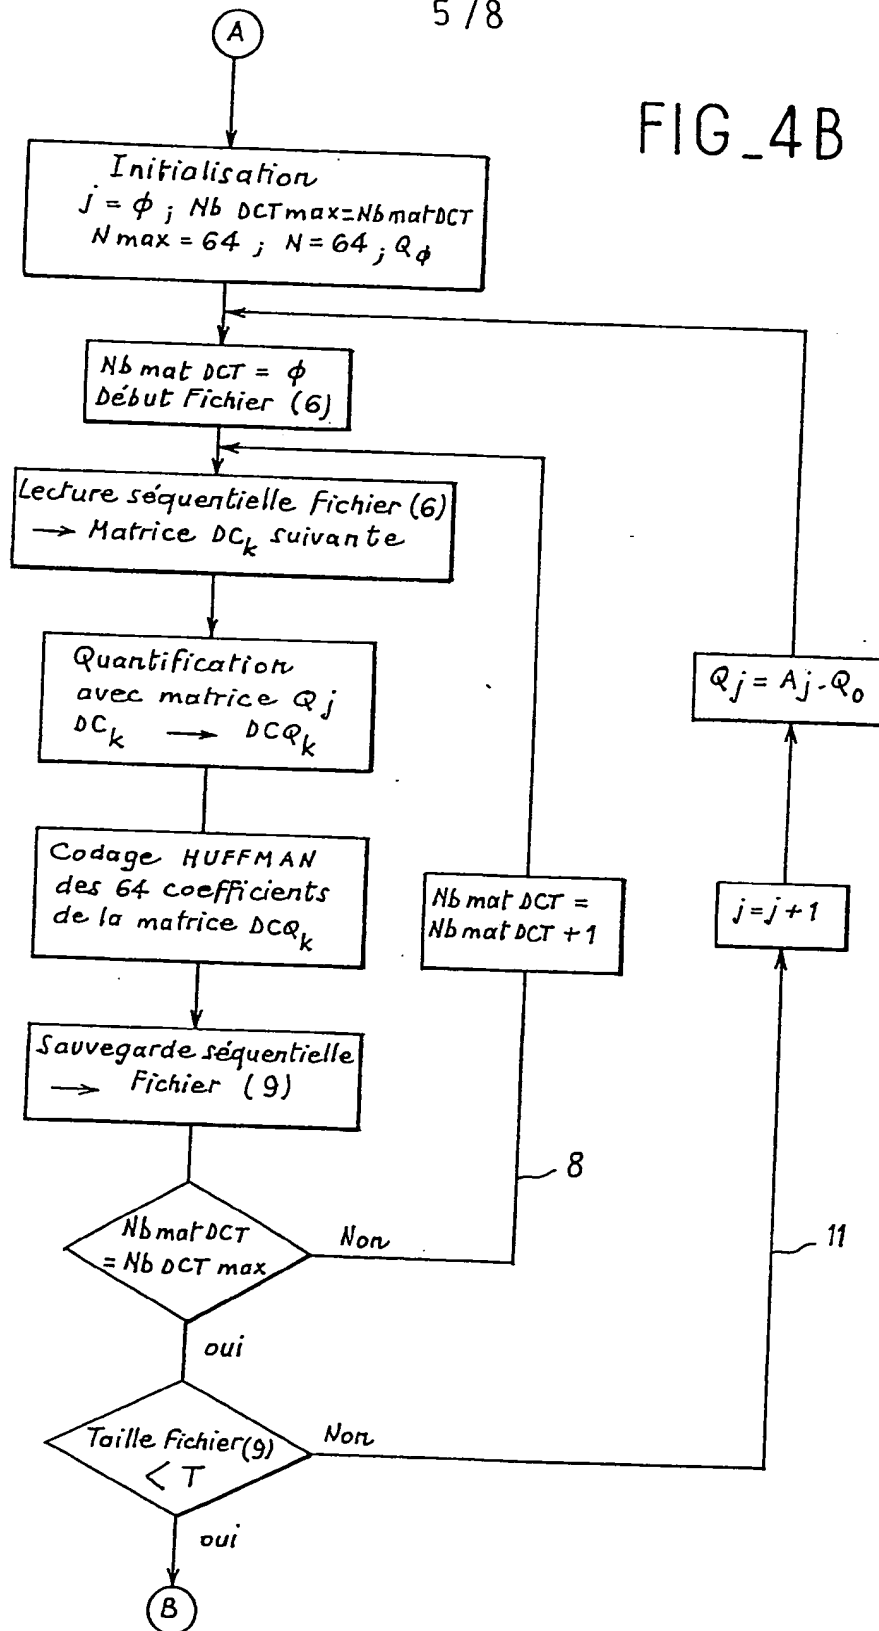 5/8
A
FIG_4B
Initialisation
j = ϕ ; Nb DCTmax=NbmatDCT
Nmax = 64 ; N = 64 ; Qϕ
Nb mat DCT = ϕ
Début Fichier (6)
Lecture séquentielle Fichier (6)
→ Matrice DCk suivante
Quantification
avec matrice Qj
DCk → DCQk
Qj = Aj . Q0
Codage HUFFMAN
des 64 coefficients
de la matrice DCQk
Nb mat DCT =
Nb mat DCT + 1
j = j + 1
Sauvegarde séquentielle
→ Fichier (9)
8
Nb mat DCT
= Nb DCT max
Non
11
oui
Taille Fichier (9)
< T
Non
oui
B